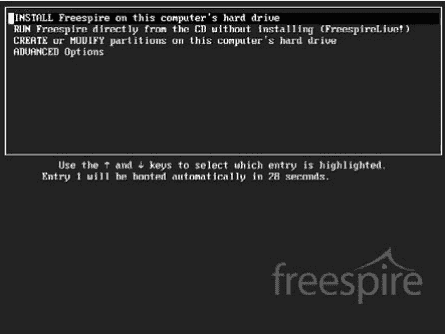 INSTALL Freespire on this computer's hard drive
RUN Freespire directly from the CD without installing (FreespireLive!)
CREATE or MODIFY partitions on this computer's hard drive
ADVANCED Options
Use the ↑ and ↓ keys to select which entry is highlighted.
Entry 1 will be booted automatically in 28 seconds.
freespire